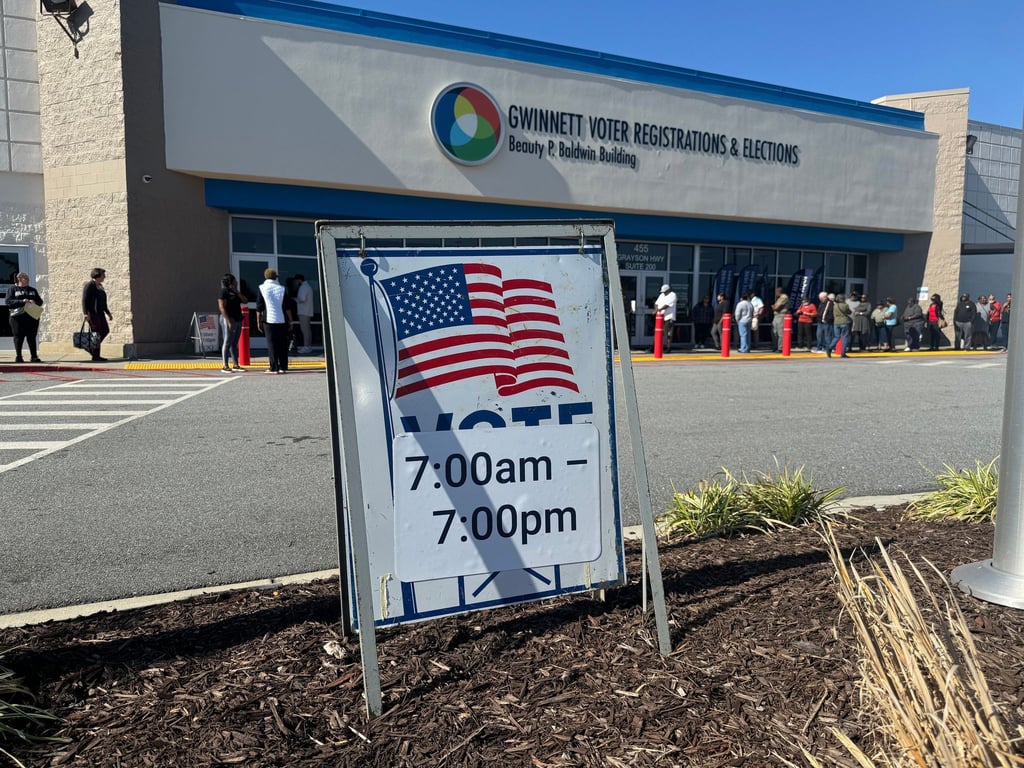 GWINNETT VOTER REGISTRATIONS & ELECTIONS
Beauty P. Baldwin Building
455
GRAYSON HWY
SUITE 200
VOTE
7:00am –
7:00pm